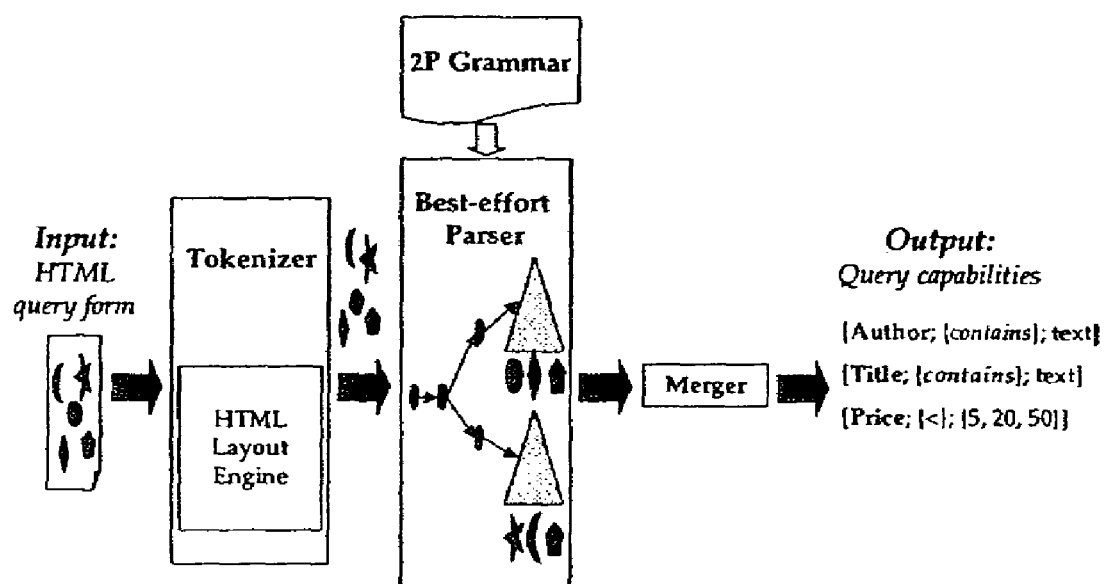 2P Grammar
Input:
HTML
query form
Tokenizer
HTML
Layout
Engine
Best-effort
Parser
Merger
Output:
Query capabilities
[Author; {contains}; text]
[Title; {contains}; text]
[Price; {<}; {5, 20, 50}]